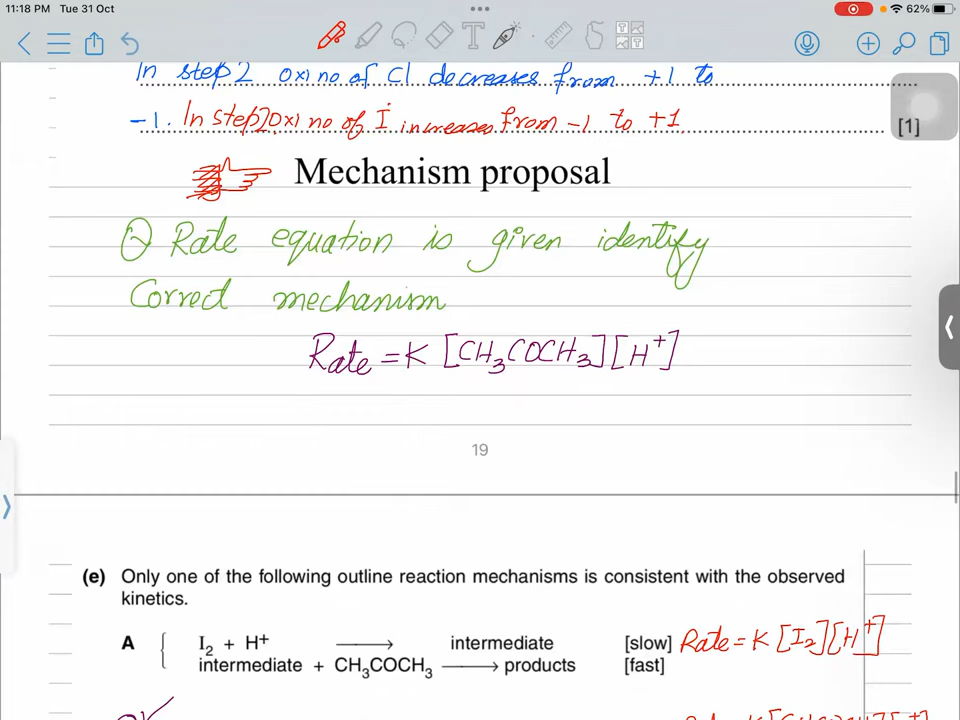 11:18 PM Tue 31 Oct
62%
In step 2 oxi no of Cl decreases from +1 to
-1. In step 2 oxi no of I increases from -1 to +1
[1]
Mechanism proposal
Q Rate equation is given identify
Correct mechanism
Rate = K [CH₃COCH₃][H⁺]
19
(e) Only one of the following outline reaction mechanisms is consistent with the observed
kinetics.
A { I₂ + H⁺ ⟶ intermediate [slow] Rate = K [I₂][H⁺]
intermediate + CH₃COCH₃ ⟶ products [fast]